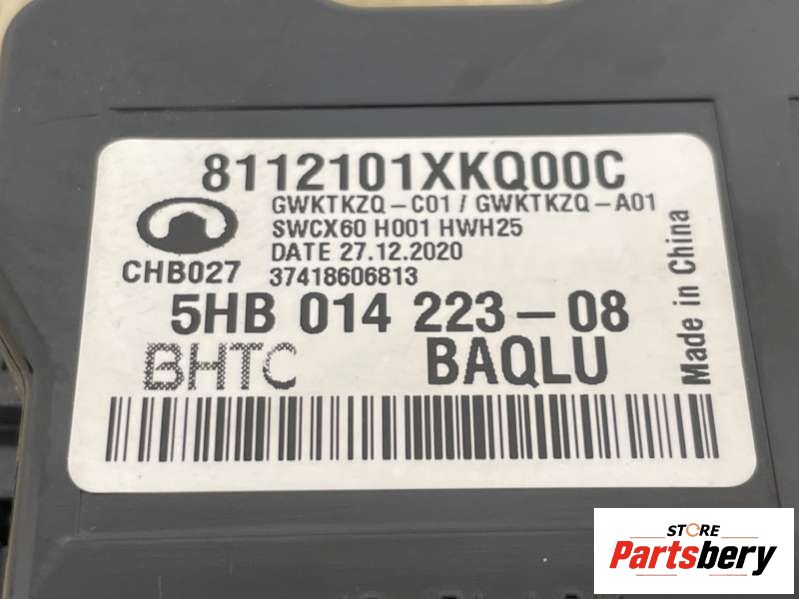 8112101XKQ00C
GWKTKZQ-C01 / GWKTKZQ-A01
SWCX60 H001 HWH25
DATE 27.12.2020
CHB027 37418606813
5HB 014 223-08
BHTC BAQLU
Made in China
STORE
Partsbery